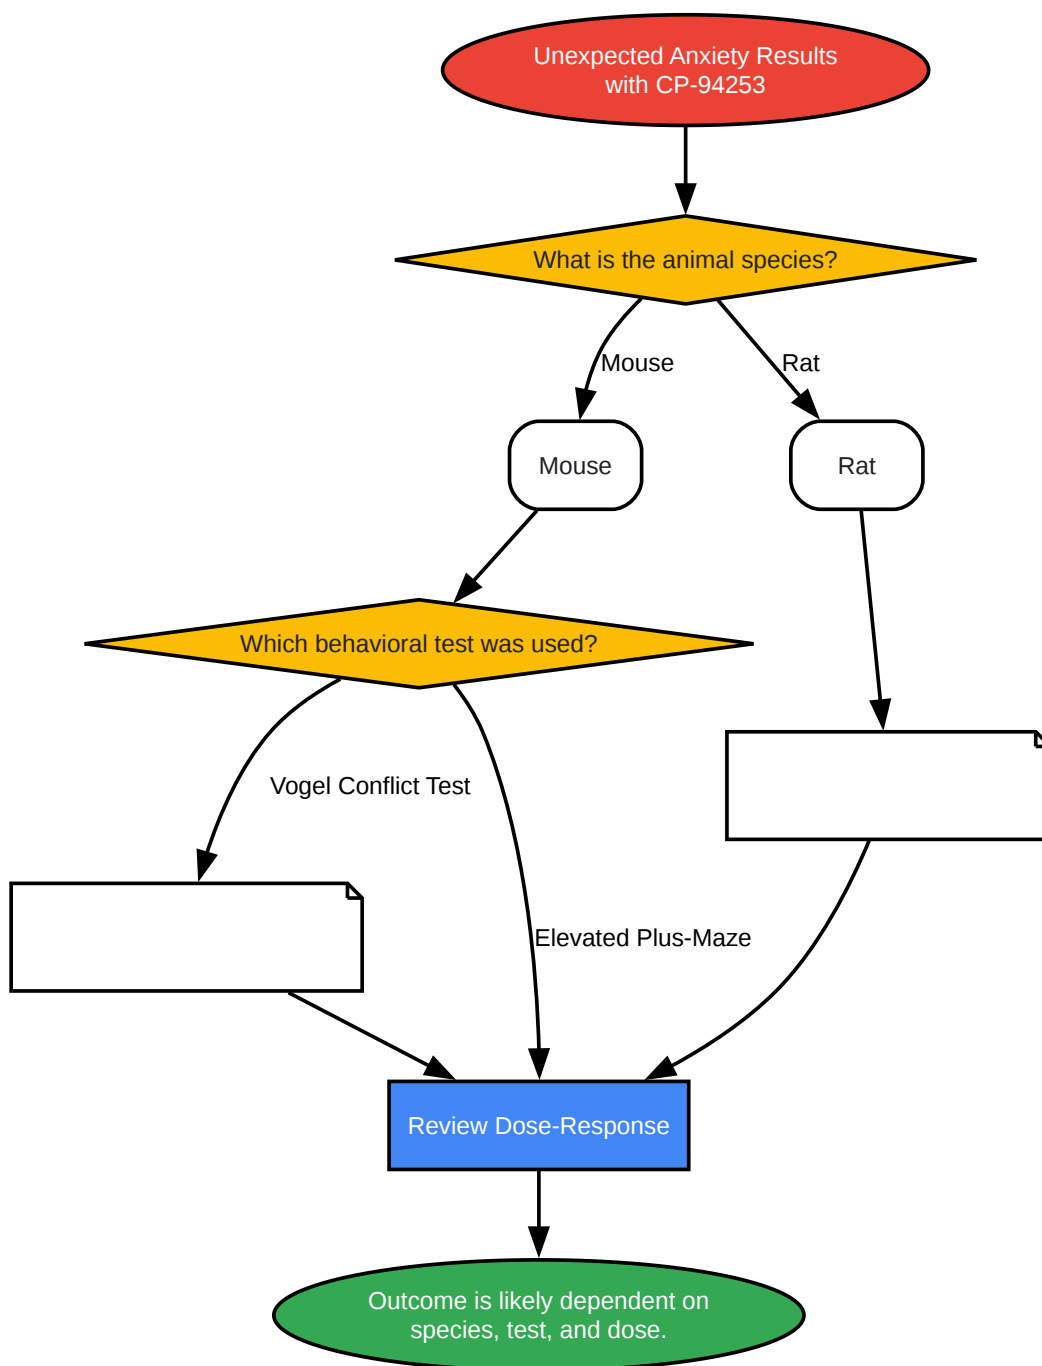 Unexpected Anxiety Results
with CP-94253
What is the animal species?
Mouse
Rat
Mouse
Rat
Which behavioral test was used?
Vogel Conflict Test
Elevated Plus-Maze
Review Dose-Response
Outcome is likely dependent on
species, test, and dose.